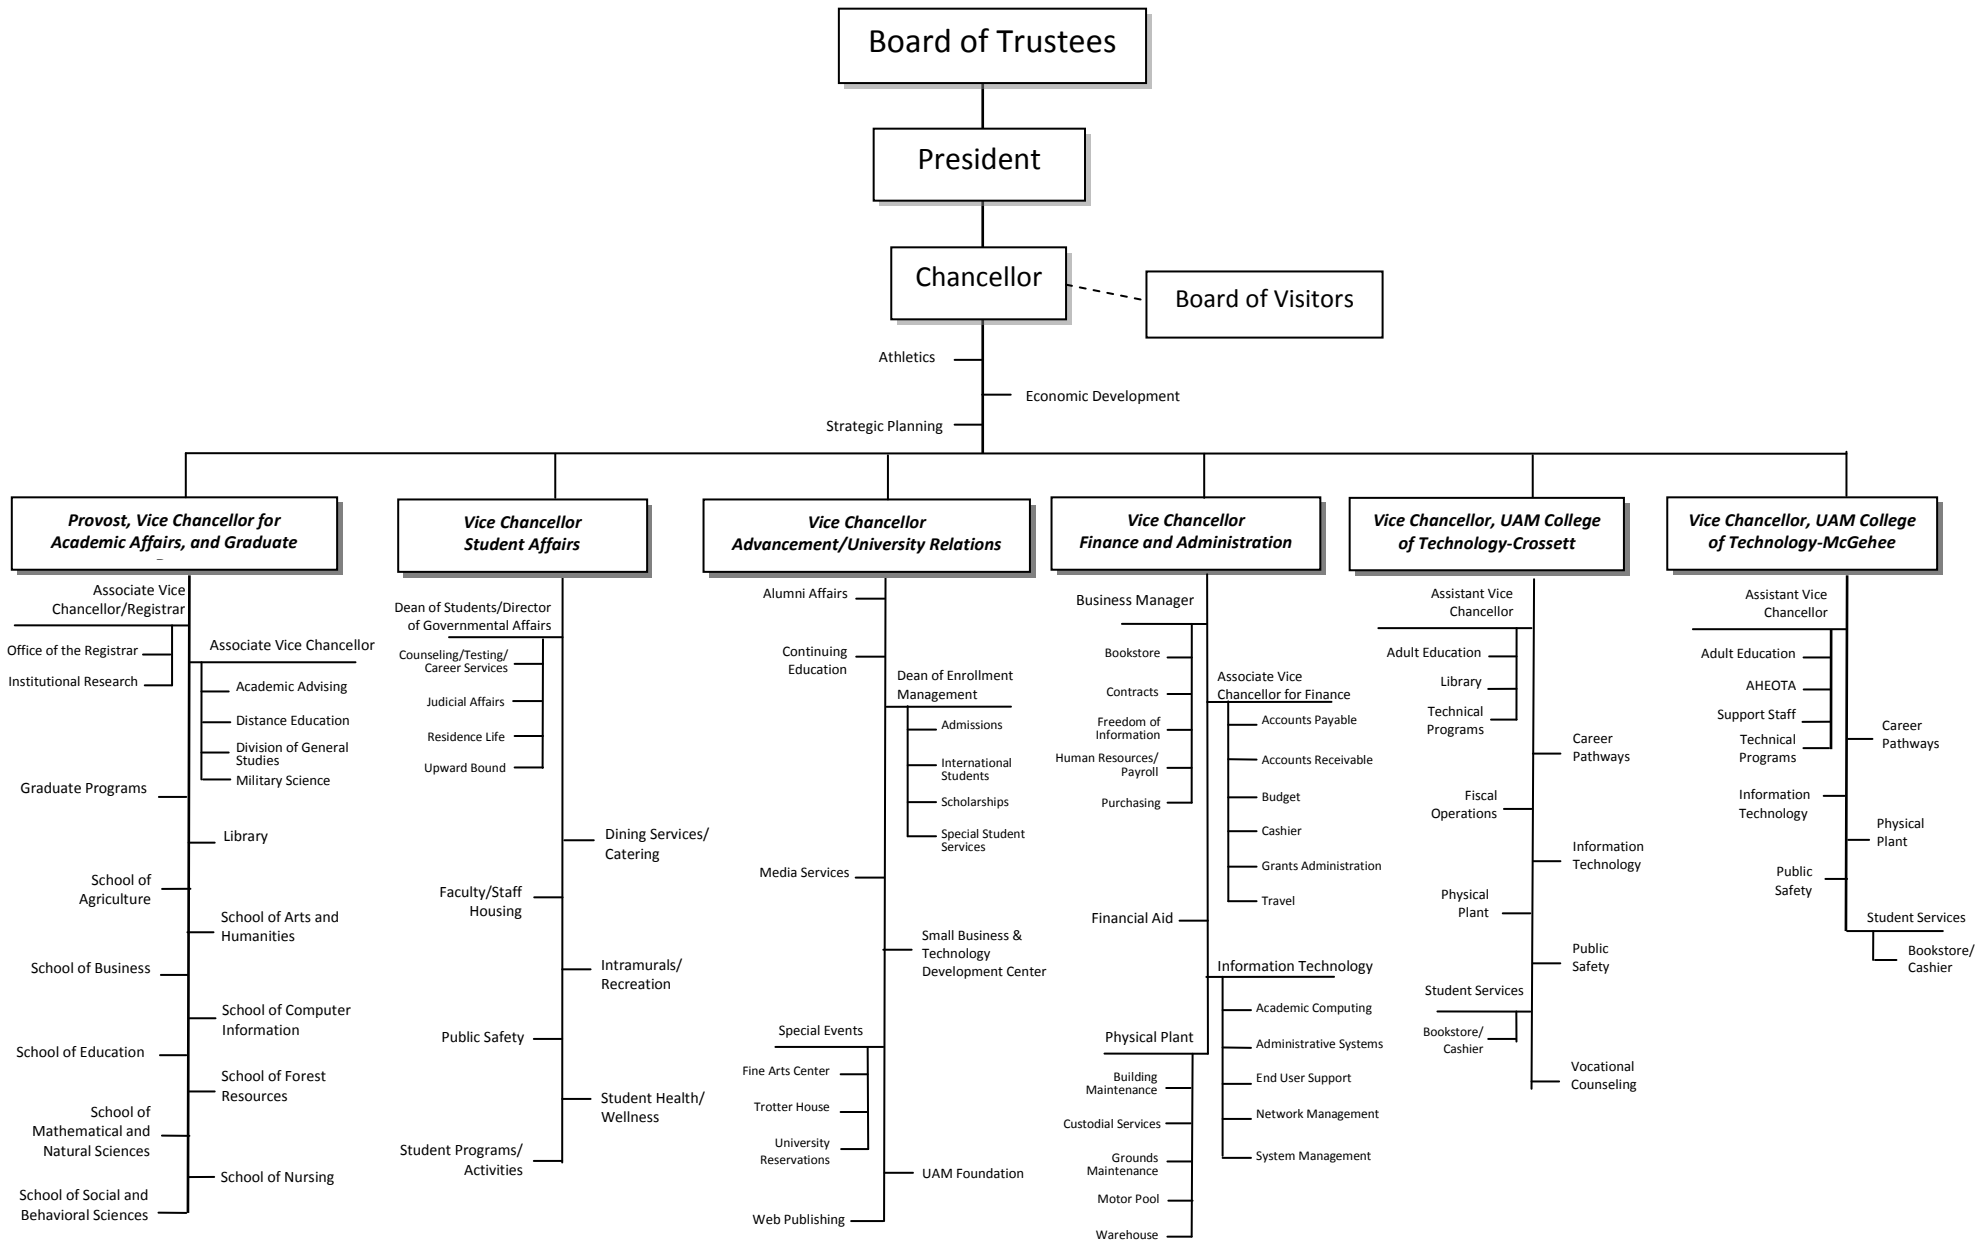 Board of Trustees
President
Chancellor
Board of Visitors
Athletics
Economic Development
Strategic Planning
Provost, Vice Chancellor for
Academic Affairs, and Graduate
Associate Vice
Chancellor/Registrar
Office of the Registrar
Institutional Research
Associate Vice Chancellor
Academic Advising
Distance Education
Division of General
Studies
Military Science
Graduate Programs
Library
School of
Agriculture
School of Arts and
Humanities
School of Business
School of Computer
Information
School of Education
School of Forest
Resources
School of
Mathematical and
Natural Sciences
School of Nursing
School of Social and
Behavioral Sciences
Vice Chancellor
Student Affairs
Dean of Students/Director
of Governmental Affairs
Counseling/Testing/
Career Services
Judicial Affairs
Residence Life
Upward Bound
Dining Services/
Catering
Faculty/Staff
Housing
Intramurals/
Recreation
Public Safety
Student Health/
Wellness
Student Programs/
Activities
Vice Chancellor
Advancement/University Relations
Alumni Affairs
Continuing
Education
Dean of Enrollment
Management
Admissions
International
Students
Scholarships
Special Student
Services
Media Services
Small Business &
Technology
Development Center
Special Events
Fine Arts Center
Trotter House
University
Reservations
UAM Foundation
Web Publishing
Vice Chancellor
Finance and Administration
Business Manager
Bookstore
Contracts
Freedom of
Information
Human Resources/
Payroll
Purchasing
Associate Vice
Chancellor for Finance
Accounts Payable
Accounts Receivable
Budget
Cashier
Grants Administration
Travel
Financial Aid
Information Technology
Academic Computing
Administrative Systems
End User Support
Network Management
System Management
Physical Plant
Building
Maintenance
Custodial Services
Grounds
Maintenance
Motor Pool
Warehouse
Vice Chancellor, UAM College
of Technology-Crossett
Assistant Vice
Chancellor
Adult Education
Library
Technical
Programs
Career
Pathways
Fiscal
Operations
Information
Technology
Physical
Plant
Public
Safety
Student Services
Bookstore/
Cashier
Vocational
Counseling
Vice Chancellor, UAM College
of Technology-McGehee
Assistant Vice
Chancellor
Adult Education
AHEOTA
Support Staff
Technical
Programs
Career
Pathways
Information
Technology
Physical
Plant
Public
Safety
Student Services
Bookstore/
Cashier